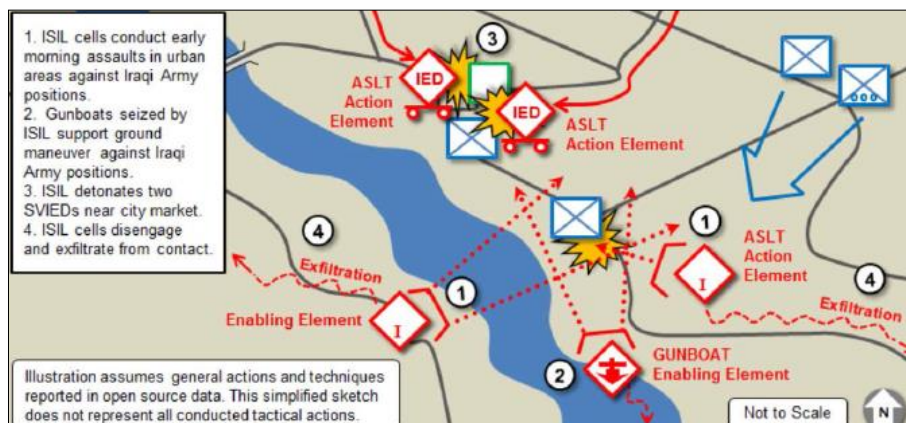 1. ISIL cells conduct early
morning assaults in urban
areas against Iraqi Army
positions.
2. Gunboats seized by
ISIL support ground
maneuver against Iraqi
Army positions.
3. ISIL detonates two
SVIEDs near city market.
4. ISIL cells disengage
and exfiltrate from contact.
3
IED
ASLT
Action
Element
IED
ASLT
Action Element
4
Exfiltration
1
I
Enabling Element
1
ASLT
Action
Element
I
4
Exfiltration
2
GUNBOAT
Enabling Element
Illustration assumes general actions and techniques
reported in open source data. This simplified sketch
does not represent all conducted tactical actions.
Not to Scale
N